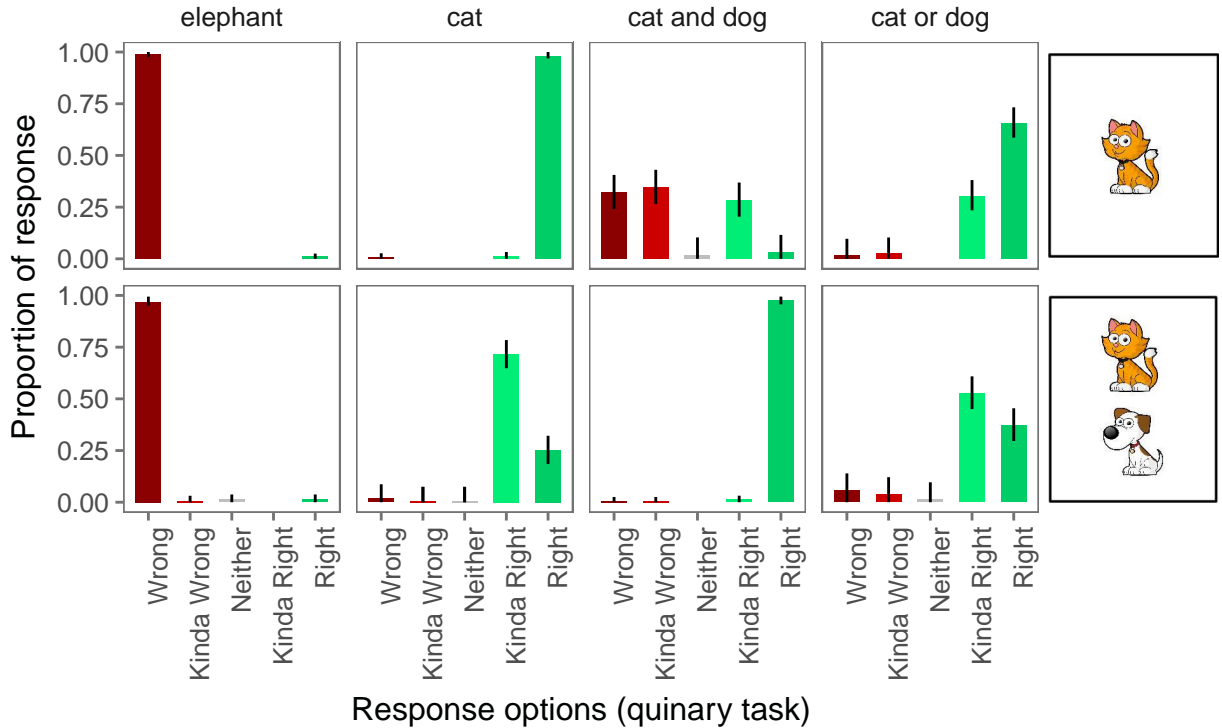 elephant cat cat and dog cat or dog
Proportion of response
1.00
0.75
0.50
0.25
0.00
1.00
0.75
0.50
0.25
0.00
Wrong Kinda Wrong Neither Kinda Right Right Wrong Kinda Wrong Neither Kinda Right Right Wrong Kinda Wrong Neither Kinda Right Right Wrong Kinda Wrong Neither Kinda Right Right
Response options (quinary task)